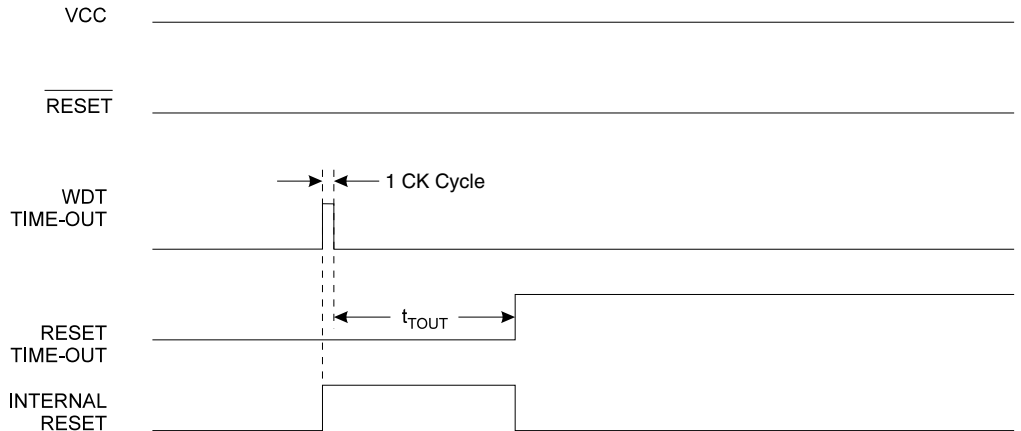 VCC
RESET
1 CK Cycle
WDT
TIME-OUT
tTOUT
RESET
TIME-OUT
INTERNAL
RESET